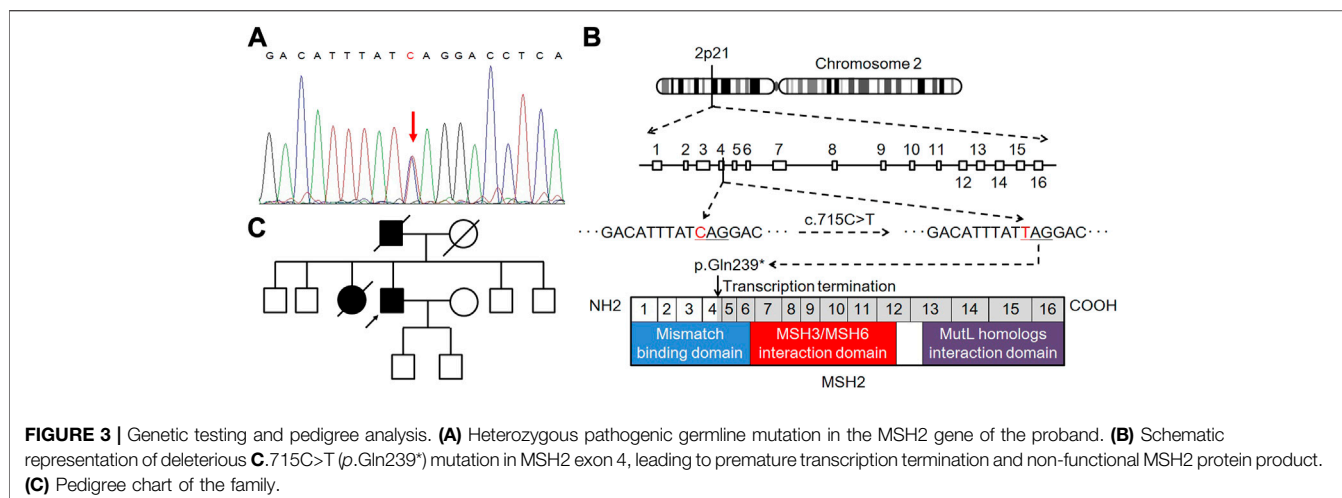 A
G A C A T T T A T C A G G A C C T C A
B
2p21
Chromosome 2
1 2 3 4 5 6 7 8 9 10 11 13 15
12 14 16
c.715C>T
··· GACATTTATCAGGAC ···
··· GACATTTATTAGGAC ···
p.Gln239*
Transcription termination
NH2 1 2 3 4 5 6 7 8 9 10 11 12 13 14 15 16 COOH
Mismatch binding domain
MSH3/MSH6 interaction domain
MutL homologs interaction domain
MSH2
C
FIGURE 3 | Genetic testing and pedigree analysis. (A) Heterozygous pathogenic germline mutation in the MSH2 gene of the proband. (B) Schematic
representation of deleterious C.715C>T (p.Gln239*) mutation in MSH2 exon 4, leading to premature transcription termination and non-functional MSH2 protein product.
(C) Pedigree chart of the family.